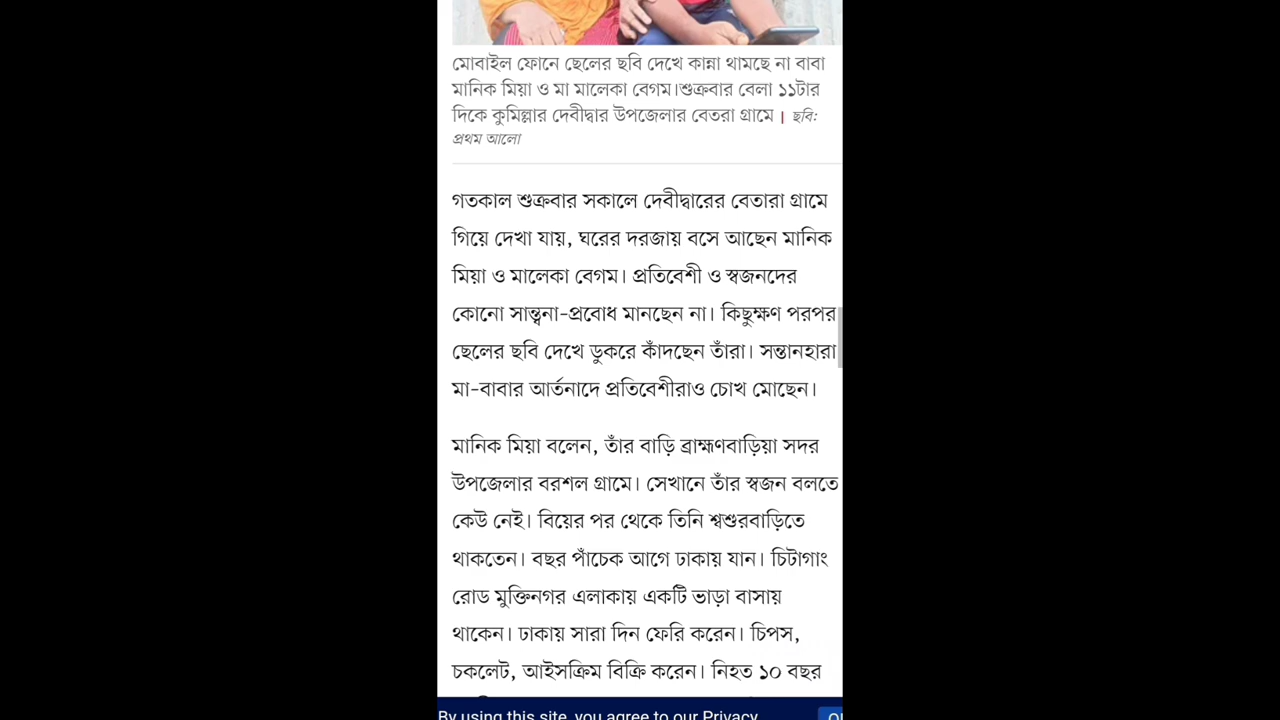 মোবাইল ফোনে ছেলের ছবি দেখে কান্না থামছে না বাবা
মানিক মিয়া ও মা মালেকা বেগম।শুক্রবার বেলা ১১টার
দিকে কুমিল্লার দেবীদ্বার উপজেলার বেতরা গ্রামে | ছবি:
প্রথম আলো
গতকাল শুক্রবার সকালে দেবীদ্বারের বেতারা গ্রামে
গিয়ে দেখা যায়, ঘরের দরজায় বসে আছেন মানিক
মিয়া ও মালেকা বেগম। প্রতিবেশী ও স্বজনদের
কোনো সান্ত্বনা-প্রবোধ মানছেন না। কিছুক্ষণ পরপর
ছেলের ছবি দেখে ডুকরে কাঁদছেন তাঁরা। সন্তানহারা
মা-বাবার আর্তনাদে প্রতিবেশীরাও চোখ মোছেন।
মানিক মিয়া বলেন, তাঁর বাড়ি ব্রাহ্মণবাড়িয়া সদর
উপজেলার বরশল গ্রামে। সেখানে তাঁর স্বজন বলতে
কেউ নেই। বিয়ের পর থেকে তিনি শ্বশুরবাড়িতে
থাকতেন। বছর পাঁচেক আগে ঢাকায় যান। চিটাগাং
রোড মুক্তিনগর এলাকায় একটি ভাড়া বাসায়
থাকেন। ঢাকায় সারা দিন ফেরি করেন। চিপস,
চকলেট, আইসক্রিম বিক্রি করেন। নিহত ১০ বছর
By using this site, you agree to our Privacy